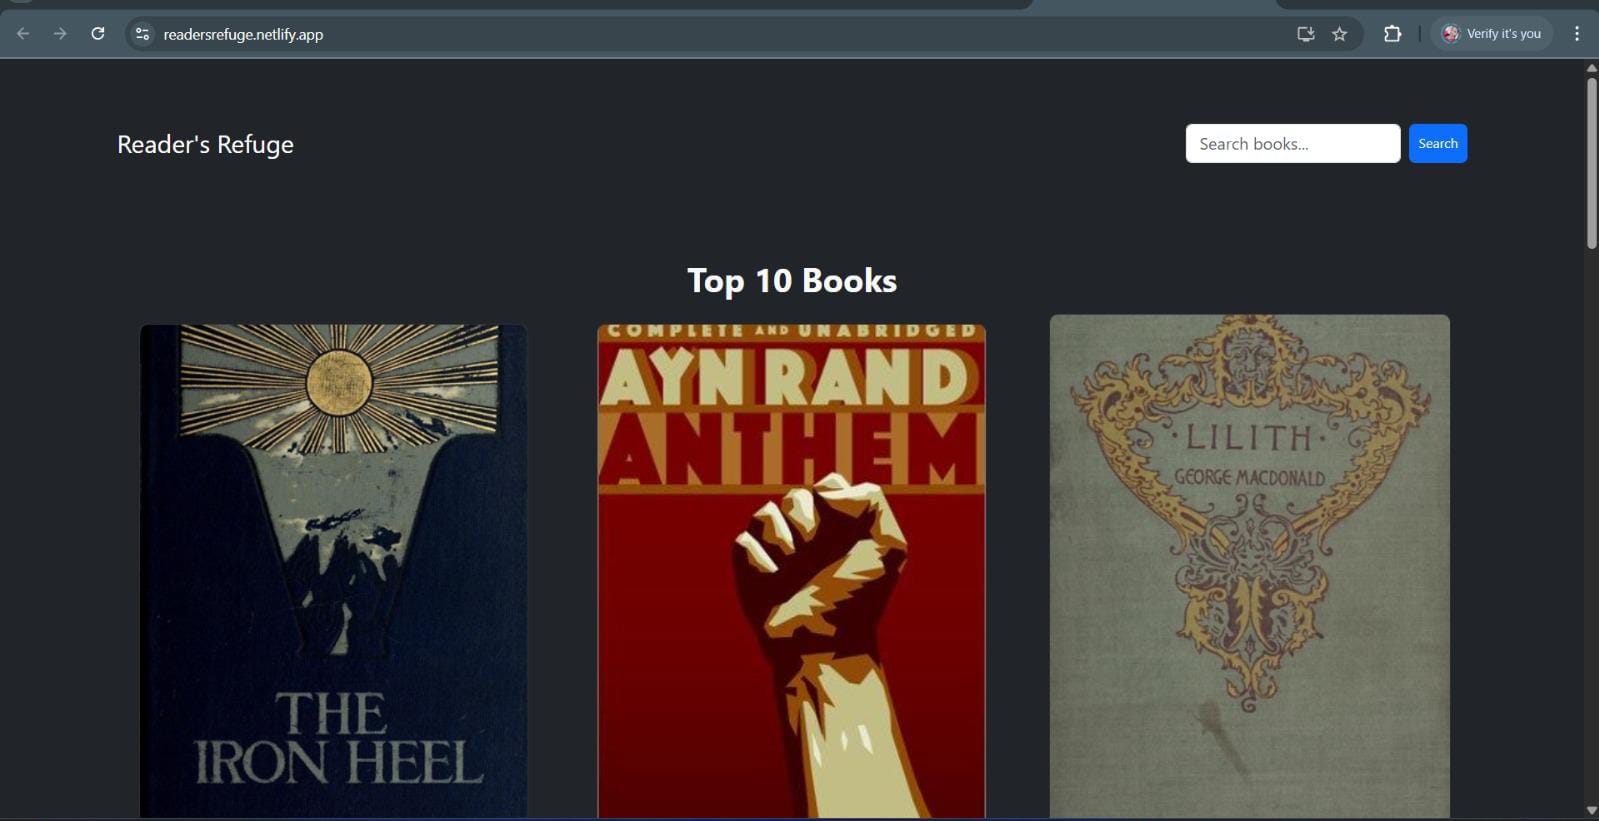 readersrefuge.netlify.app
Verify it's you
Reader's Refuge
Search books...
Search
Top 10 Books
THE
IRON HEEL
COMPLETE AND UNABRIDGED
AYN RAND
ANTHEM
· LILITH ·
GEORGE MACDONALD